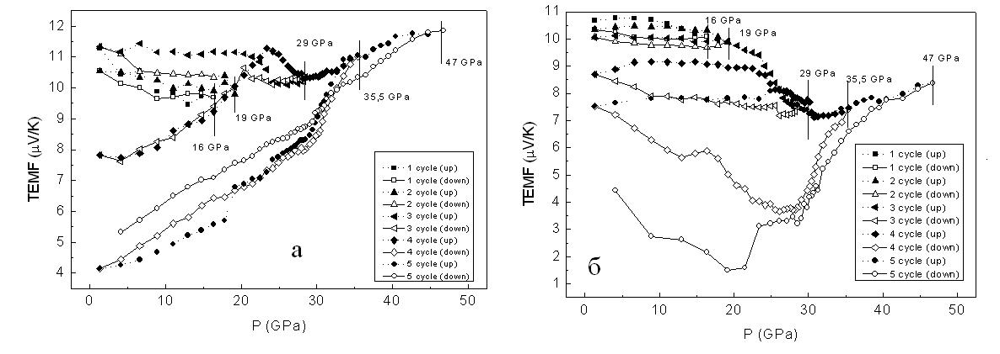 12
11
10
9
8
7
6
5
4
TEMF (μV/K)
0
10
20
30
40
50
P (GPa)
16 GPa
19 GPa
29 GPa
35,5 GPa
47 GPa
а
1 cycle (up)
1 cycle (down)
2 cycle (up)
2 cycle (down)
3 cycle (up)
3 cycle (down)
4 cycle (up)
4 cycle (down)
5 cycle (up)
5 cycle (down)
11
10
9
8
7
6
5
4
3
2
1
TEMF (μV/K)
0
10
20
30
40
50
P (GPa)
16 GPa
19 GPa
29 GPa
35,5 GPa
47 GPa
б
1 cycle (up)
1 cycle (down)
2 cycle (up)
2 cycle (down)
3 cycle (up)
3 cycle (down)
4 cycle (up)
4 cycle (down)
5 cycle (up)
5 cycle (down)